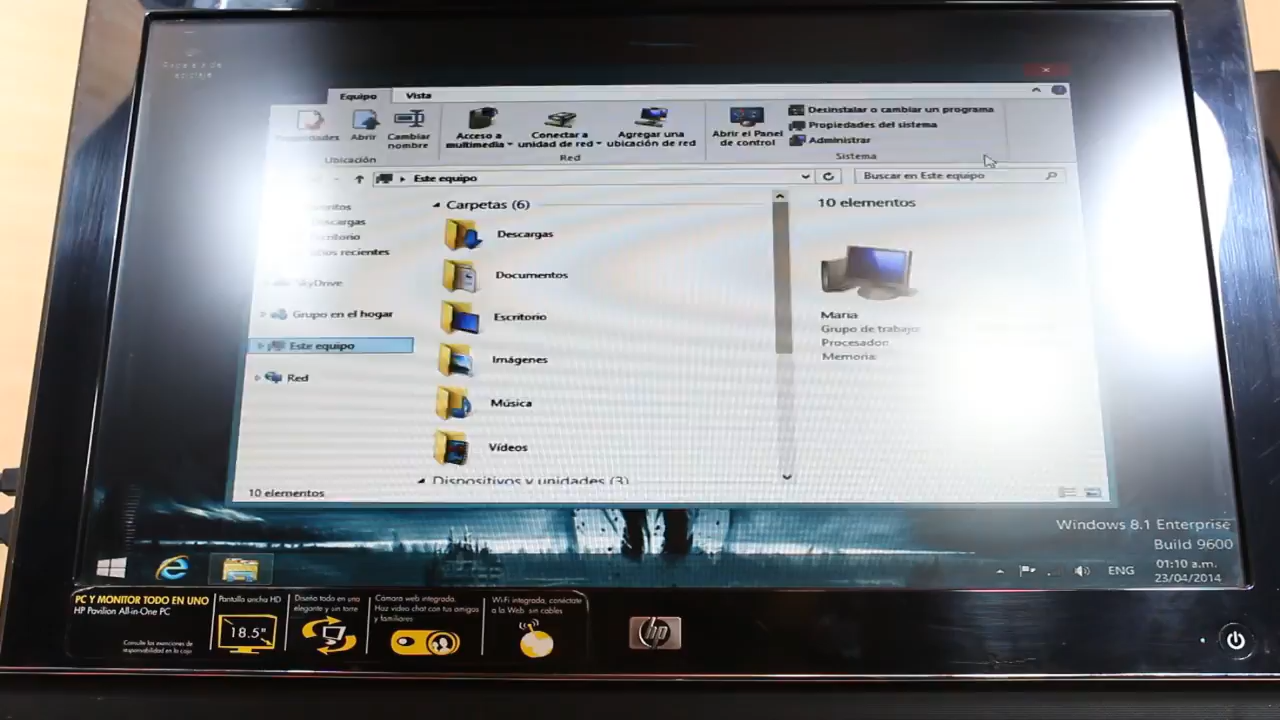 Equipo Vista
Abrir
Cambiar
nombre
Ubicación
Acceso a
multimedia
Conectar a
unidad de red
Agregar una
ubicación de red
Red
Abrir el Panel
de control
Desinstalar o cambiar un programa
Propiedades del sistema
Administrar
Sistema
Este equipo
Buscar en Este equipo
recientes
SkyDrive
Grupo en el hogar
Este equipo
Red
Carpetas (6)
Descargas
Documentos
Escritorio
Imágenes
Música
Vídeos
Dispositivos y unidades (3)
10 elementos
Maria
Grupo de trabajo:
Procesador:
Memoria:
10 elementos
Windows 8.1 Enterprise
Build 9600
ENG
01:10 a.m.
23/04/2014
PC Y MONITOR TODO EN UNO
HP Pavilion All-in-One PC
Pantalla ancha HD
18.5"
Diseño todo en uno
elegante y sin torre
Cámara web integrada.
Haz video chat con tus amigos
y familiares
Wi-Fi integrada, conéctate
a la Web sin cables
hp